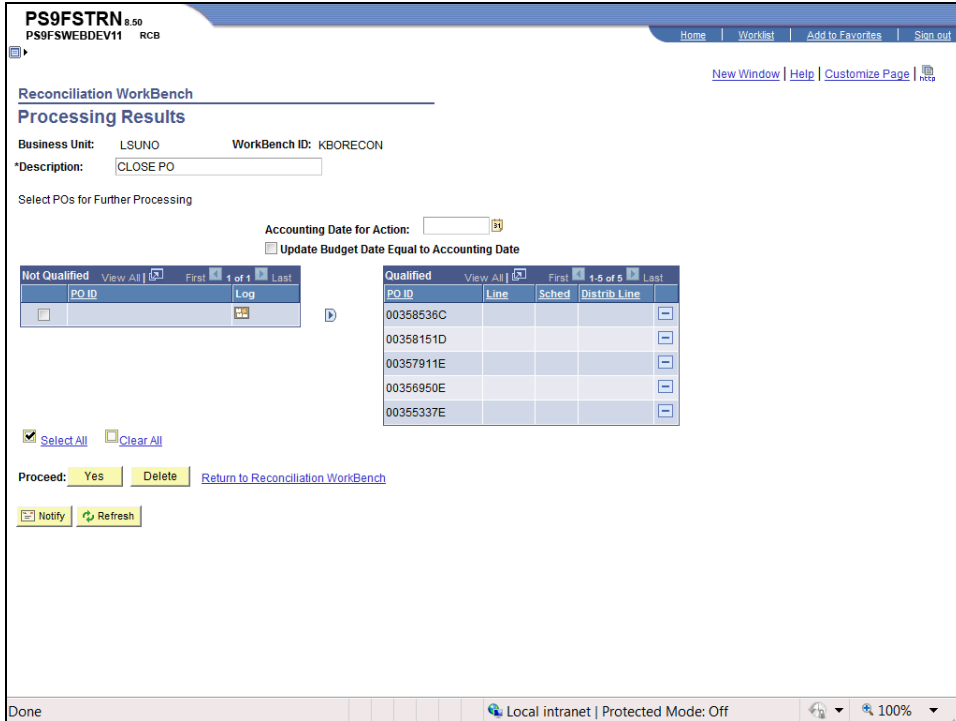 PS9FSTRN 8.50
PS9FSWEBDEV11 RCB
Home Worklist Add to Favorites Sign out
New Window | Help | Customize Page | http
Reconciliation WorkBench
Processing Results
Business Unit: LSUNO WorkBench ID: KBORECON
*Description: CLOSE PO
Select POs for Further Processing
Accounting Date for Action: 31
Update Budget Date Equal to Accounting Date
Not Qualified View All | First 1 of 1 Last
PO ID Log
Qualified View All | First 1-5 of 5 Last
PO ID Line Sched Distrib Line
00358536C
00358151D
00357911E
00356950E
00355337E
Select All Clear All
Proceed: Yes Delete Return to Reconciliation WorkBench
Notify Refresh
Done Local intranet | Protected Mode: Off 100%